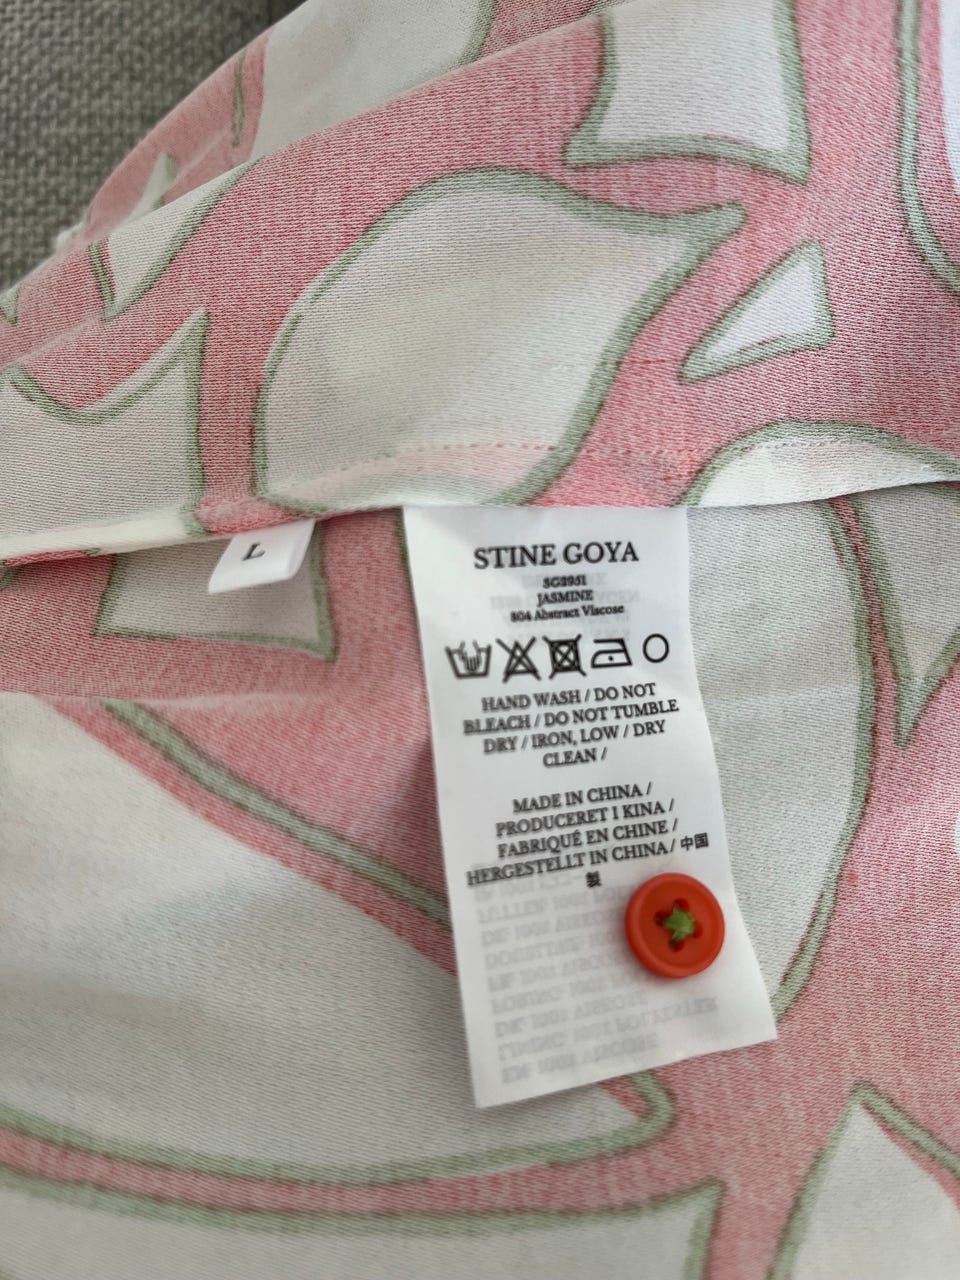 L
STINE GOYA
SG2951
JASMINE
804 Abstract Viscose
HAND WASH / DO NOT
BLEACH / DO NOT TUMBLE
DRY / IRON, LOW / DRY
CLEAN /
MADE IN CHINA /
PRODUCERET I KINA /
FABRIQUÉ EN CHINE /
HERGESTELLT IN CHINA / 中国
製